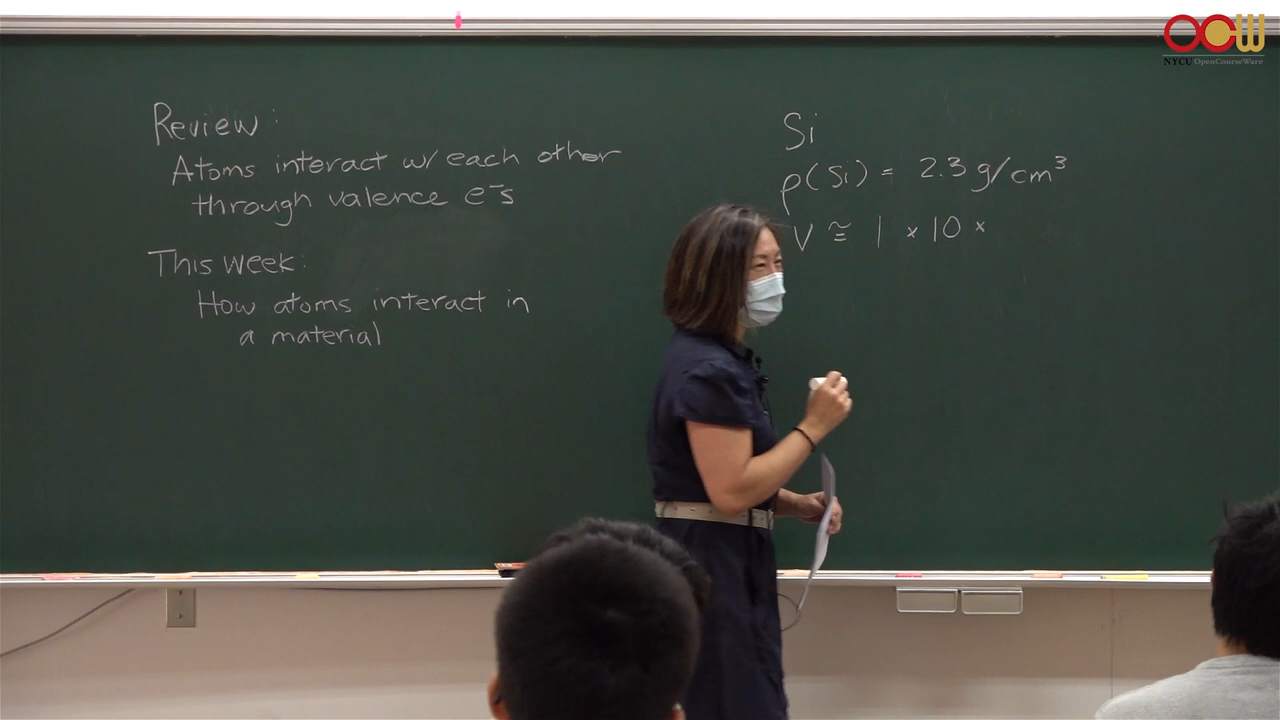 Review:
Atoms interact w/ each other
through valence e⁻s
This week:
How atoms interact in
a material
Si
ρ(Si) = 2.3 g/cm³
V ≅ 1 × 10 ×
OCW
NYCU OpenCourseWare